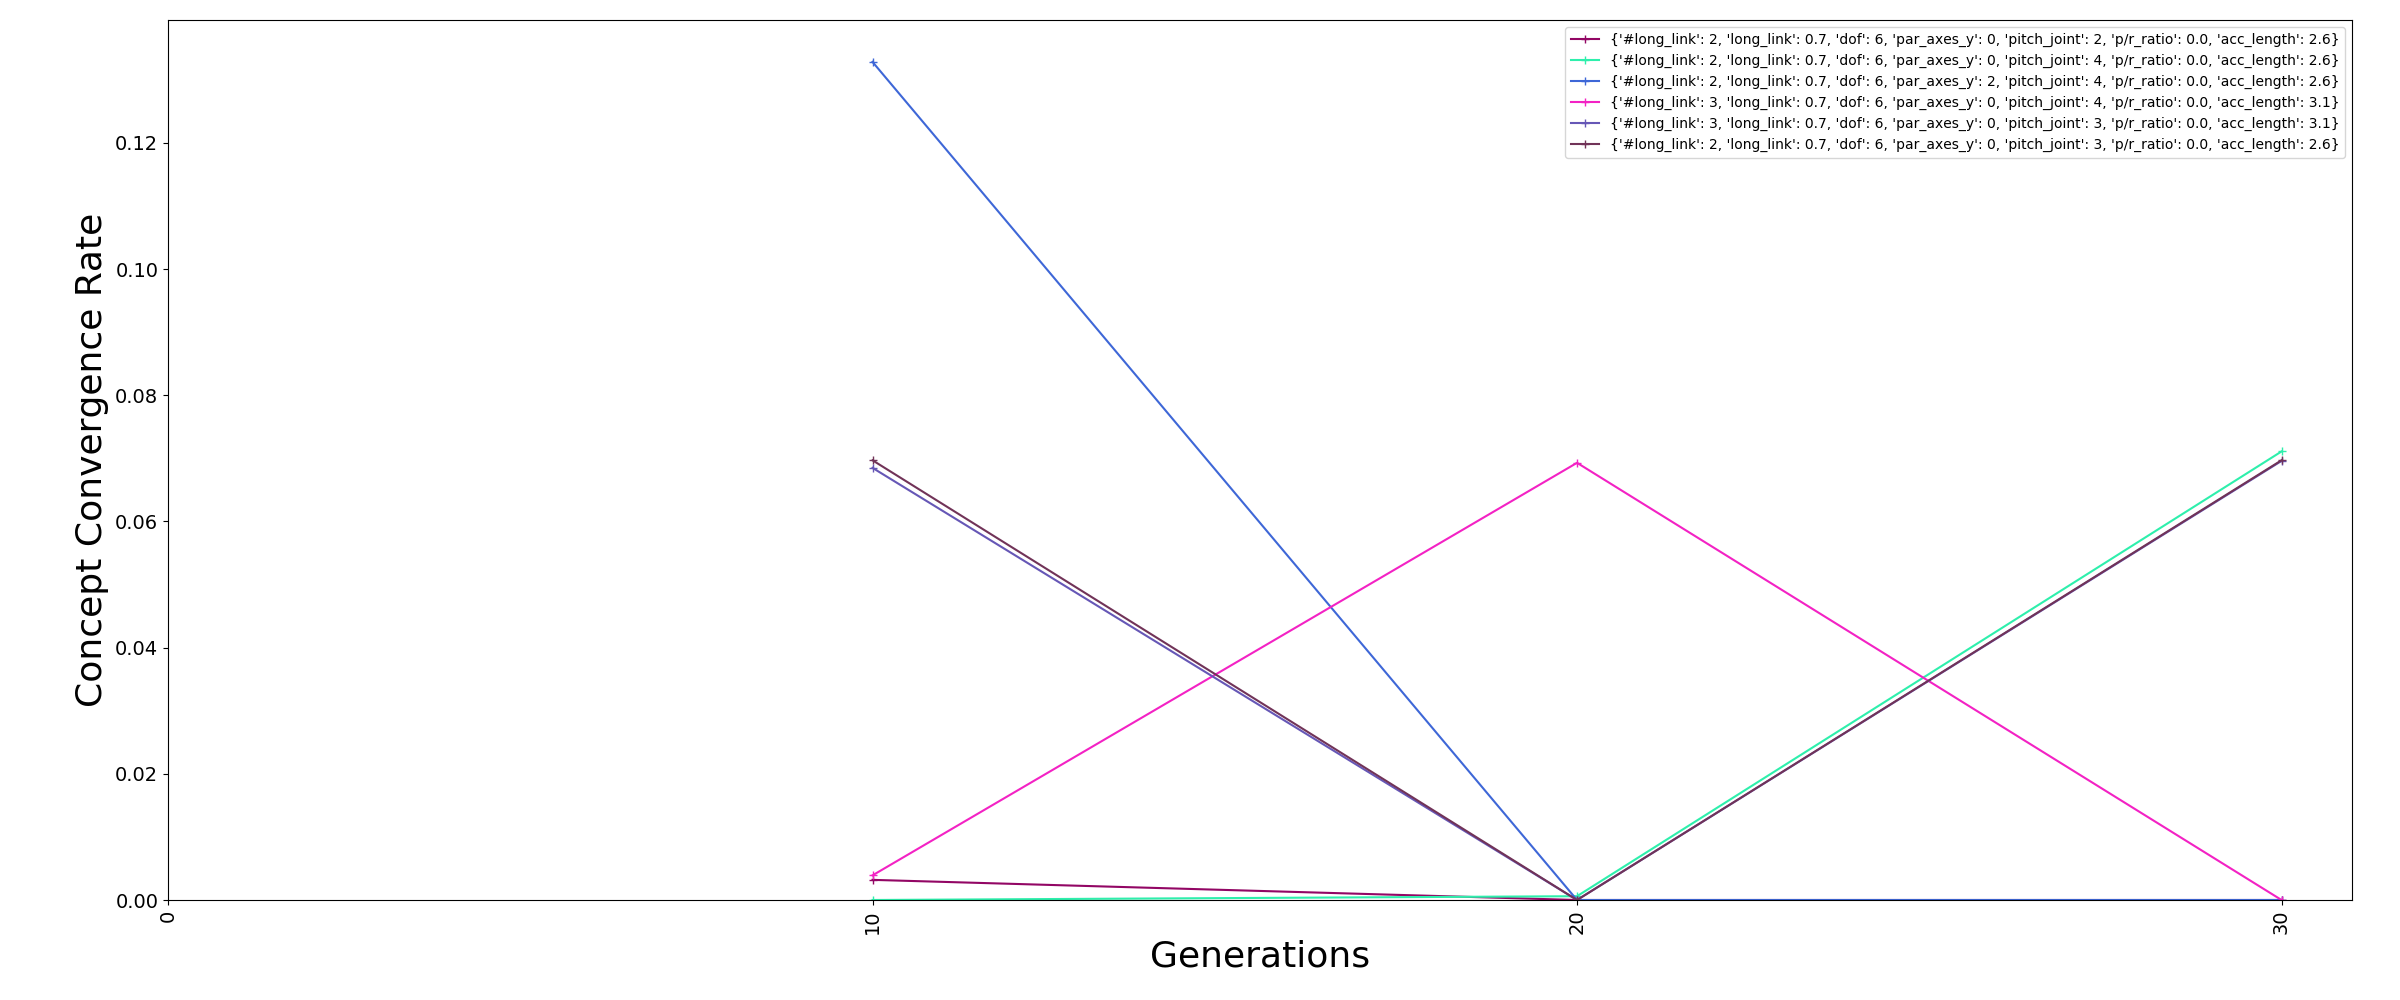 {'#long_link': 2, 'long_link': 0.7, 'dof': 6, 'par_axes_y': 0, 'pitch_joint': 2, 'p/r_ratio': 0.0, 'acc_length': 2.6}
{'#long_link': 2, 'long_link': 0.7, 'dof': 6, 'par_axes_y': 0, 'pitch_joint': 4, 'p/r_ratio': 0.0, 'acc_length': 2.6}
{'#long_link': 2, 'long_link': 0.7, 'dof': 6, 'par_axes_y': 2, 'pitch_joint': 4, 'p/r_ratio': 0.0, 'acc_length': 2.6}
{'#long_link': 3, 'long_link': 0.7, 'dof': 6, 'par_axes_y': 0, 'pitch_joint': 4, 'p/r_ratio': 0.0, 'acc_length': 3.1}
{'#long_link': 3, 'long_link': 0.7, 'dof': 6, 'par_axes_y': 0, 'pitch_joint': 3, 'p/r_ratio': 0.0, 'acc_length': 3.1}
{'#long_link': 2, 'long_link': 0.7, 'dof': 6, 'par_axes_y': 0, 'pitch_joint': 3, 'p/r_ratio': 0.0, 'acc_length': 2.6}
Concept Convergence Rate
0.12
0.10
0.08
0.06
0.04
0.02
0.00
0
10
20
30
Generations